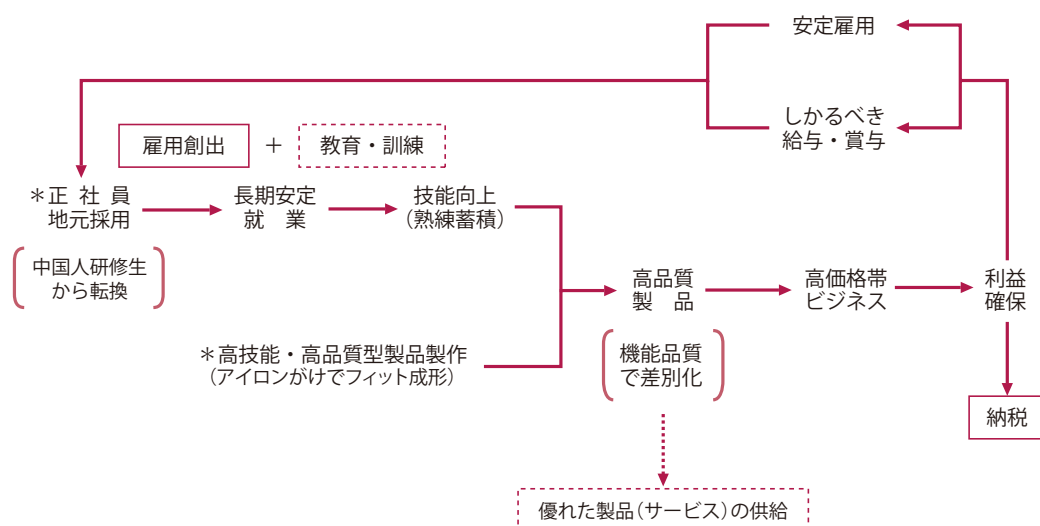 安定雇用
しかるべき
給与・賞与
雇用創出
＋
教育・訓練
＊正 社 員
地元採用
長期安定
就　業
技能向上
（熟練蓄積）
中国人研修生
から転換
高品質
製　品
高価格帯
ビジネス
利益
確保
＊高技能・高品質型製品製作
（アイロンがけでフィット成形）
機能品質
で差別化
納税
優れた製品（サービス）の供給